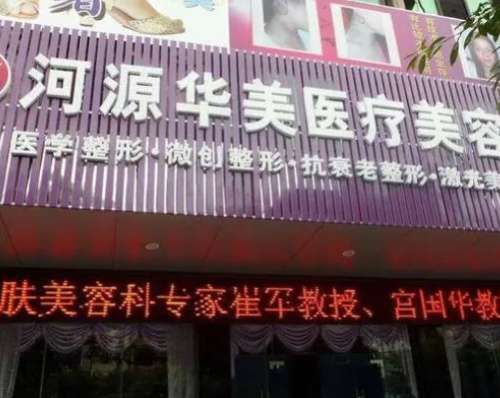 河源华美医疗美容
医学整形·微创整形·抗衰老整形·激光美
肤美容科专家崔军教授、宫国华教